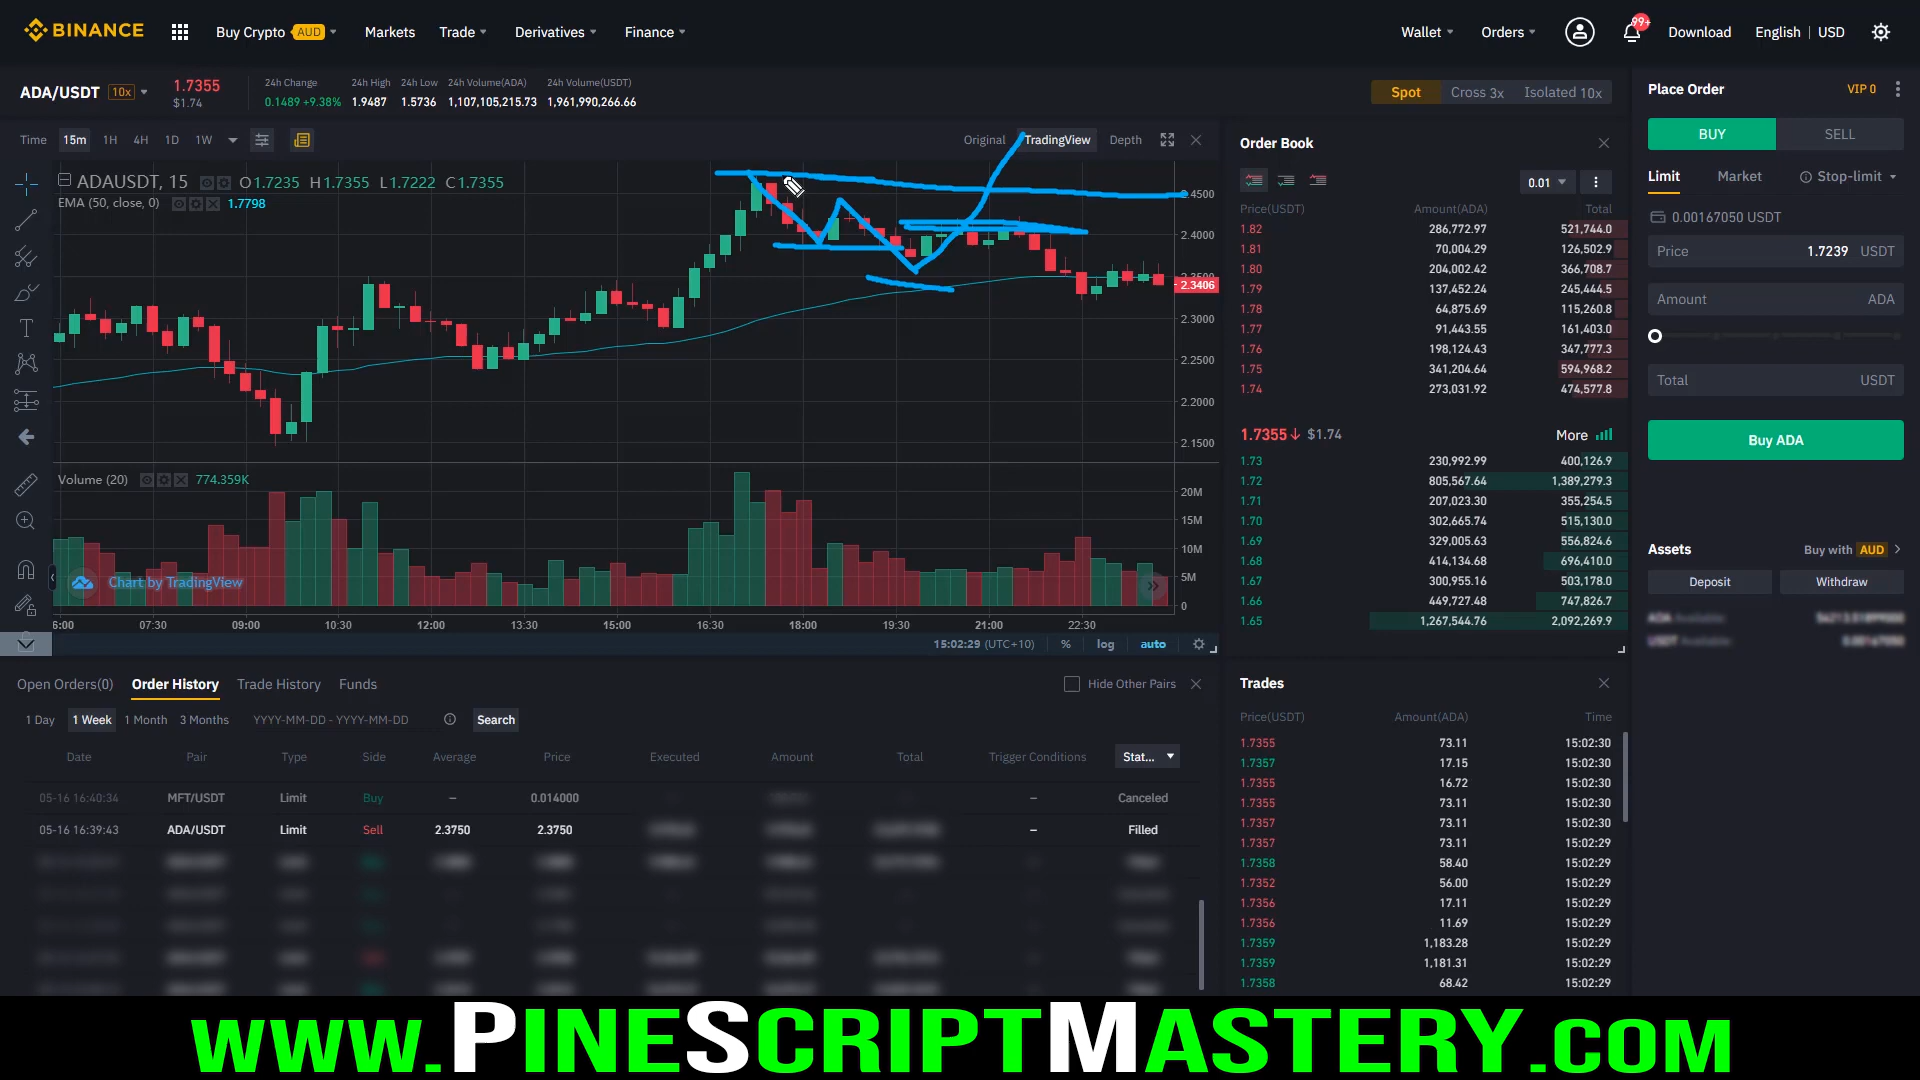 BINANCE Buy Crypto AUD Markets Trade Derivatives Finance Wallet Orders 99+ Download English USD
ADA/USDT 10x 1.7355 $1.74
24h Change 24h High 24h Low 24h Volume(ADA) 24h Volume(USDT)
0.1489 +9.38% 1.9487 1.5736 1,107,105,215.73 1,961,990,266.66
Spot Cross 3x Isolated 10x
Time 15m 1H 4H 1D 1W Original TradingView Depth
ADAUSDT, 15 O1.7235 H1.7355 L1.7222 C1.7355
EMA (50, close, 0) 1.7798
2.4500
2.4000
2.3406
2.3000
2.2500
2.2000
2.1500
Volume (20) 774.359K
20M
15M
10M
5M
0
Chart by TradingView
6:00 07:30 09:00 10:30 12:00 13:30 15:00 16:30 18:00 19:30 21:00 22:30
15:02:29 (UTC+10) % log auto
Order Book
0.01
Price(USDT) Amount(ADA) Total
1.82 286,772.97 521,744.0
1.81 70,004.29 126,502.9
1.80 204,002.42 366,708.7
1.79 137,452.24 245,444.5
1.78 64,875.69 115,260.8
1.77 91,443.55 161,403.0
1.76 198,124.43 347,777.3
1.75 341,204.64 594,968.2
1.74 273,031.92 474,577.8
1.7355↓ $1.74 More
1.73 230,992.99 400,126.9
1.72 805,567.64 1,389,279.3
1.71 207,023.30 355,254.5
1.70 302,665.74 515,130.0
1.69 329,005.63 556,824.6
1.68 414,134.68 696,410.0
1.67 300,955.16 503,178.0
1.66 449,727.48 747,826.7
1.65 1,267,544.76 2,092,269.9
Place Order VIP 0
BUY SELL
Limit Market Stop-limit
0.00167050 USDT
Price 1.7239 USDT
Amount ADA
Total USDT
Buy ADA
Assets Buy with AUD
Deposit Withdraw
Open Orders(0) Order History Trade History Funds Hide Other Pairs
1 Day 1 Week 1 Month 3 Months YYYY-MM-DD - YYYY-MM-DD Search
Date Pair Type Side Average Price Executed Amount Total Trigger Conditions Stat...
05-16 16:40:34 MFT/USDT Limit Buy – 0.014000 – Canceled
05-16 16:39:43 ADA/USDT Limit Sell 2.3750 2.3750 – Filled
Trades
Price(USDT) Amount(ADA) Time
1.7355 73.11 15:02:30
1.7357 17.15 15:02:30
1.7355 16.72 15:02:30
1.7355 73.11 15:02:30
1.7357 73.11 15:02:30
1.7357 73.11 15:02:29
1.7358 58.40 15:02:29
1.7352 56.00 15:02:29
1.7356 17.11 15:02:29
1.7356 11.69 15:02:29
1.7359 1,183.28 15:02:29
1.7359 1,181.31 15:02:29
1.7358 68.42 15:02:29
www.PineScriptMastery.com